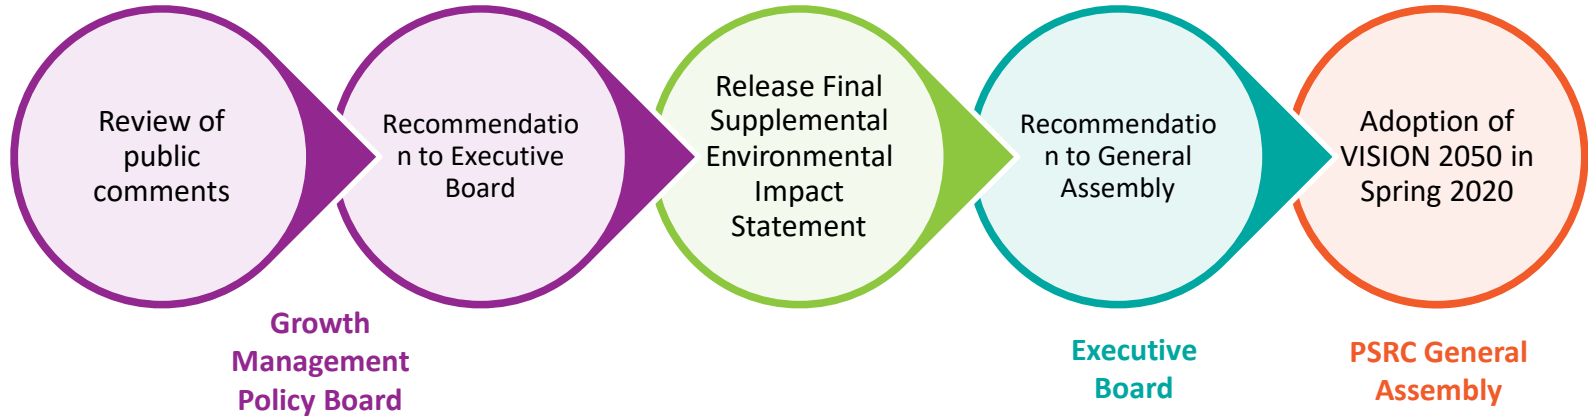 Review of
public
comments
Recommendatio
n to Executive
Board
Release Final
Supplemental
Environmental
Impact
Statement
Recommendatio
n to General
Assembly
Adoption of
VISION 2050 in
Spring 2020
Growth
Management
Policy Board
Executive
Board
PSRC General
Assembly